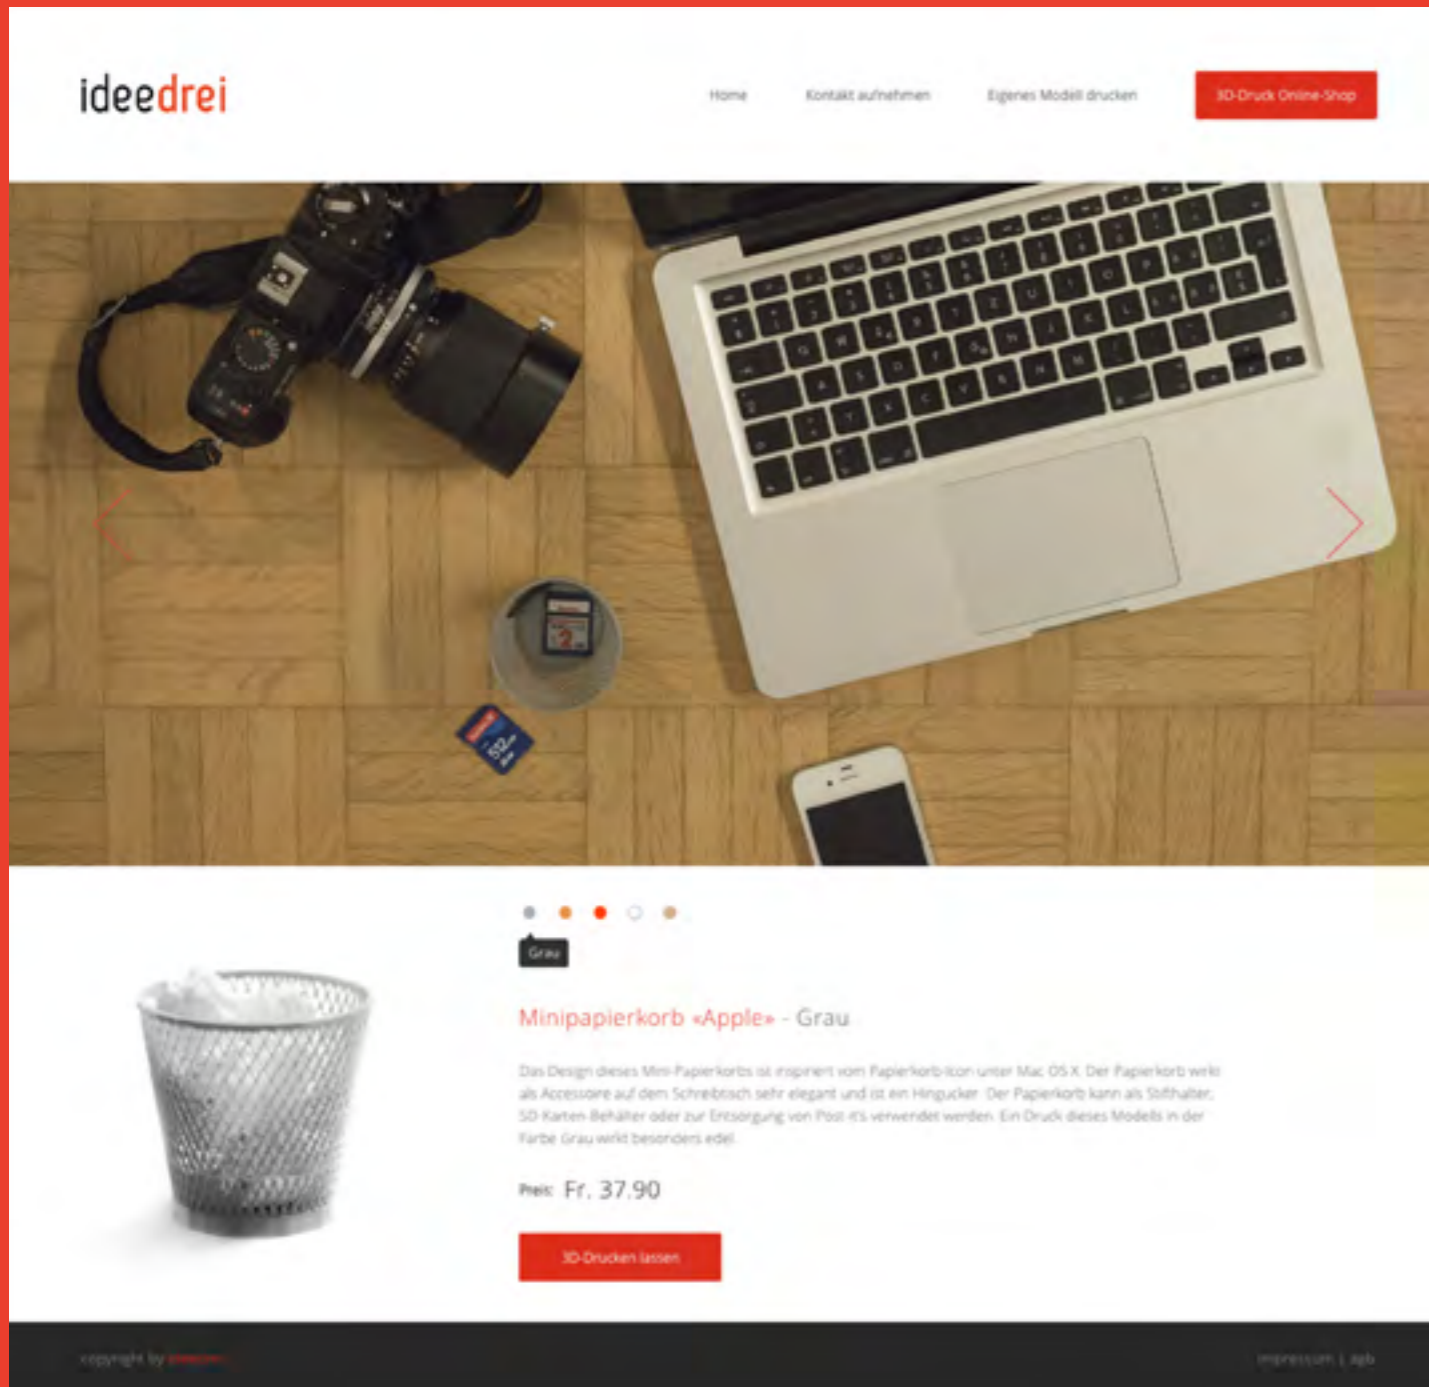 ideedrei
Home
Kontakt aufnehmen
Eigenes Modell drucken
3D-Druck Online-Shop
2
512
Grau
Minipapierkorb «Apple» - Grau
Das Design dieses Mini-Papierkorbs ist inspiriert vom Papierkorb-Icon unter Mac OS X. Der Papierkorb wirkt
als Accessoire auf dem Schreibtisch sehr elegant und ist ein Hingucker. Der Papierkorb kann als Stifthalter,
SD-Karten-Behälter oder zur Entsorgung von Post-it's verwendet werden. Ein Druck dieses Modells in der
Farbe Grau wirkt besonders edel.
Preis: Fr. 37.90
3D-Drucken lassen
copyright by ideedrei
impressum | agb